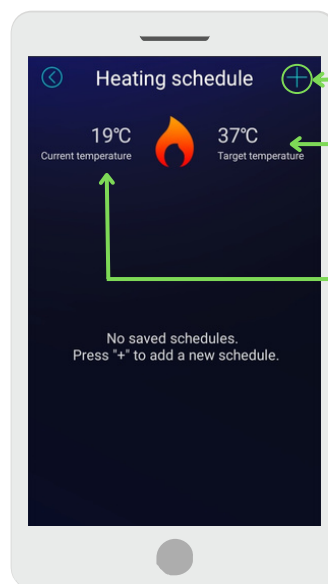 Heating schedule
19℃
37℃
Current temperature
Target temperature
No saved schedules.
Press "+" to add a new schedule.